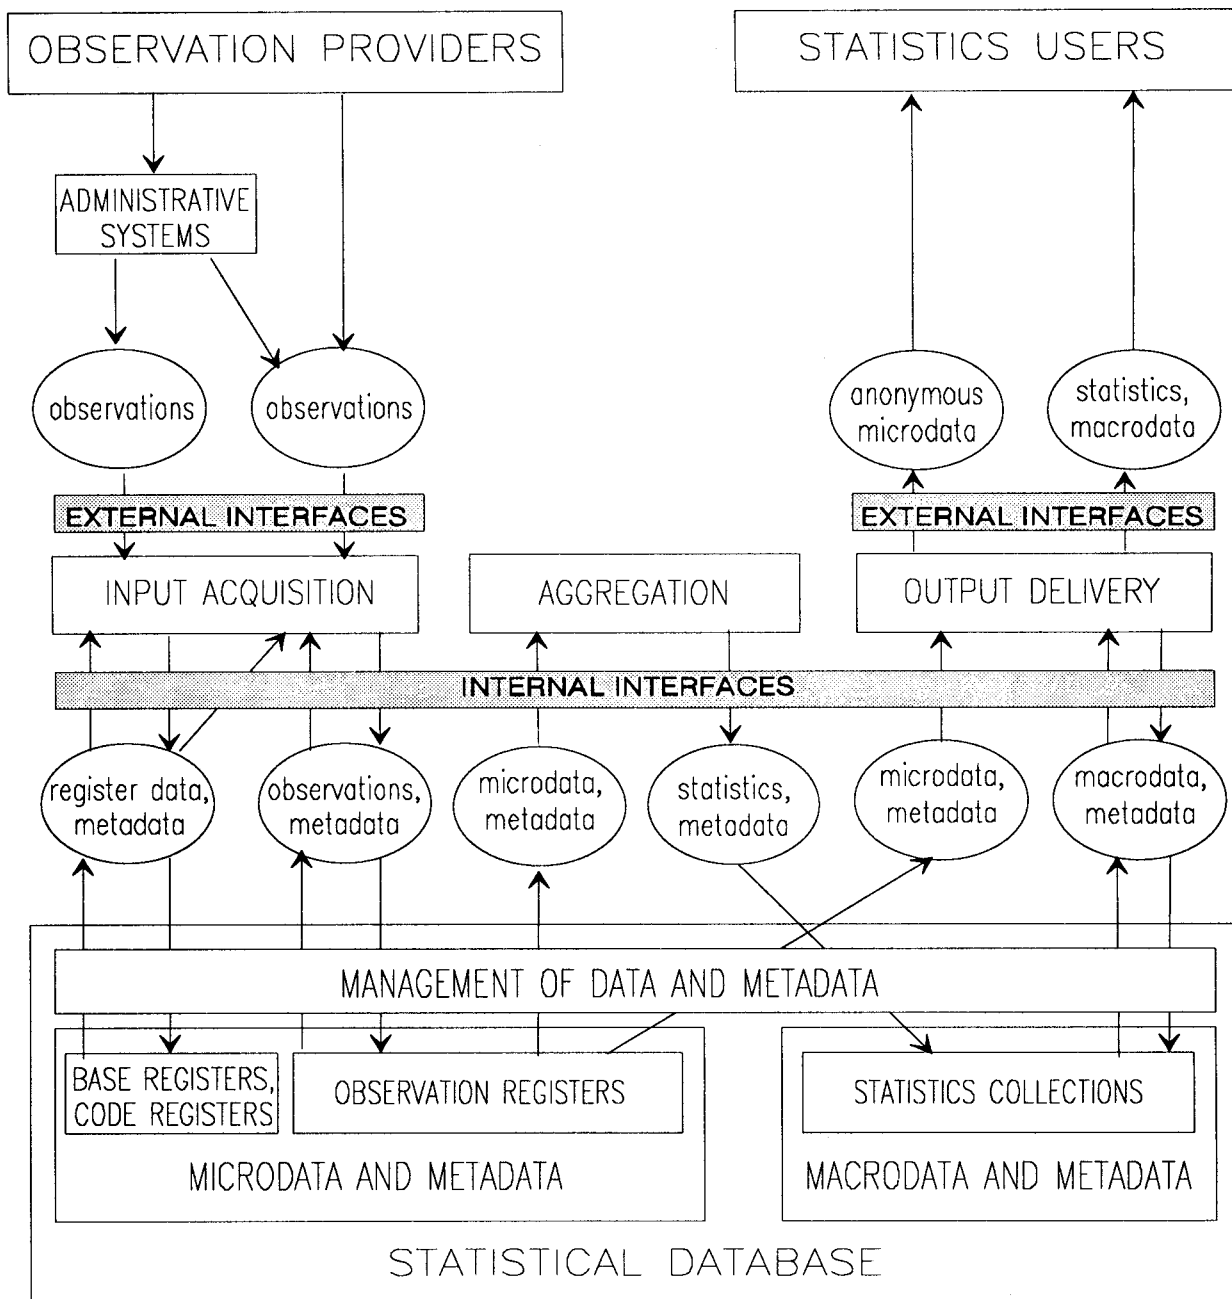 OBSERVATION PROVIDERS
STATISTICS USERS
ADMINISTRATIVE
SYSTEMS
observations
observations
anonymous
microdata
statistics,
macrodata
EXTERNAL INTERFACES
EXTERNAL INTERFACES
INPUT ACQUISITION
AGGREGATION
OUTPUT DELIVERY
INTERNAL INTERFACES
register data,
metadata
observations,
metadata
microdata,
metadata
statistics,
metadata
microdata,
metadata
macrodata,
metadata
MANAGEMENT OF DATA AND METADATA
BASE REGISTERS,
CODE REGISTERS
OBSERVATION REGISTERS
STATISTICS COLLECTIONS
MICRODATA AND METADATA
MACRODATA AND METADATA
STATISTICAL DATABASE